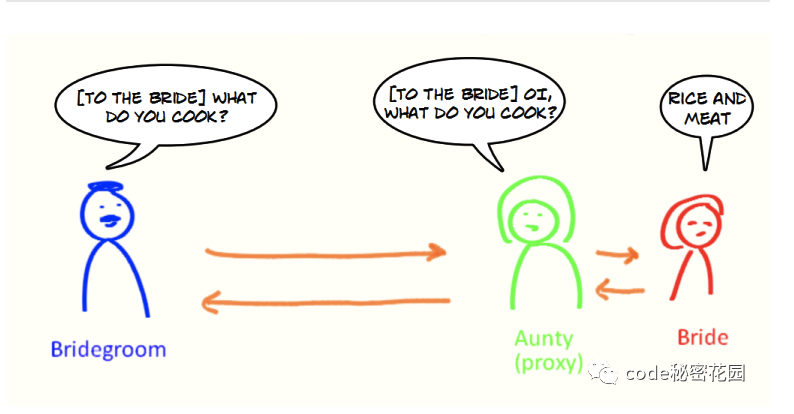 [TO THE BRIDE] WHAT
DO YOU COOK?
[TO THE BRIDE] OI,
WHAT DO YOU COOK?
RICE AND
MEAT
Bridegroom
Aunty
(proxy)
Bride
code秘密花园